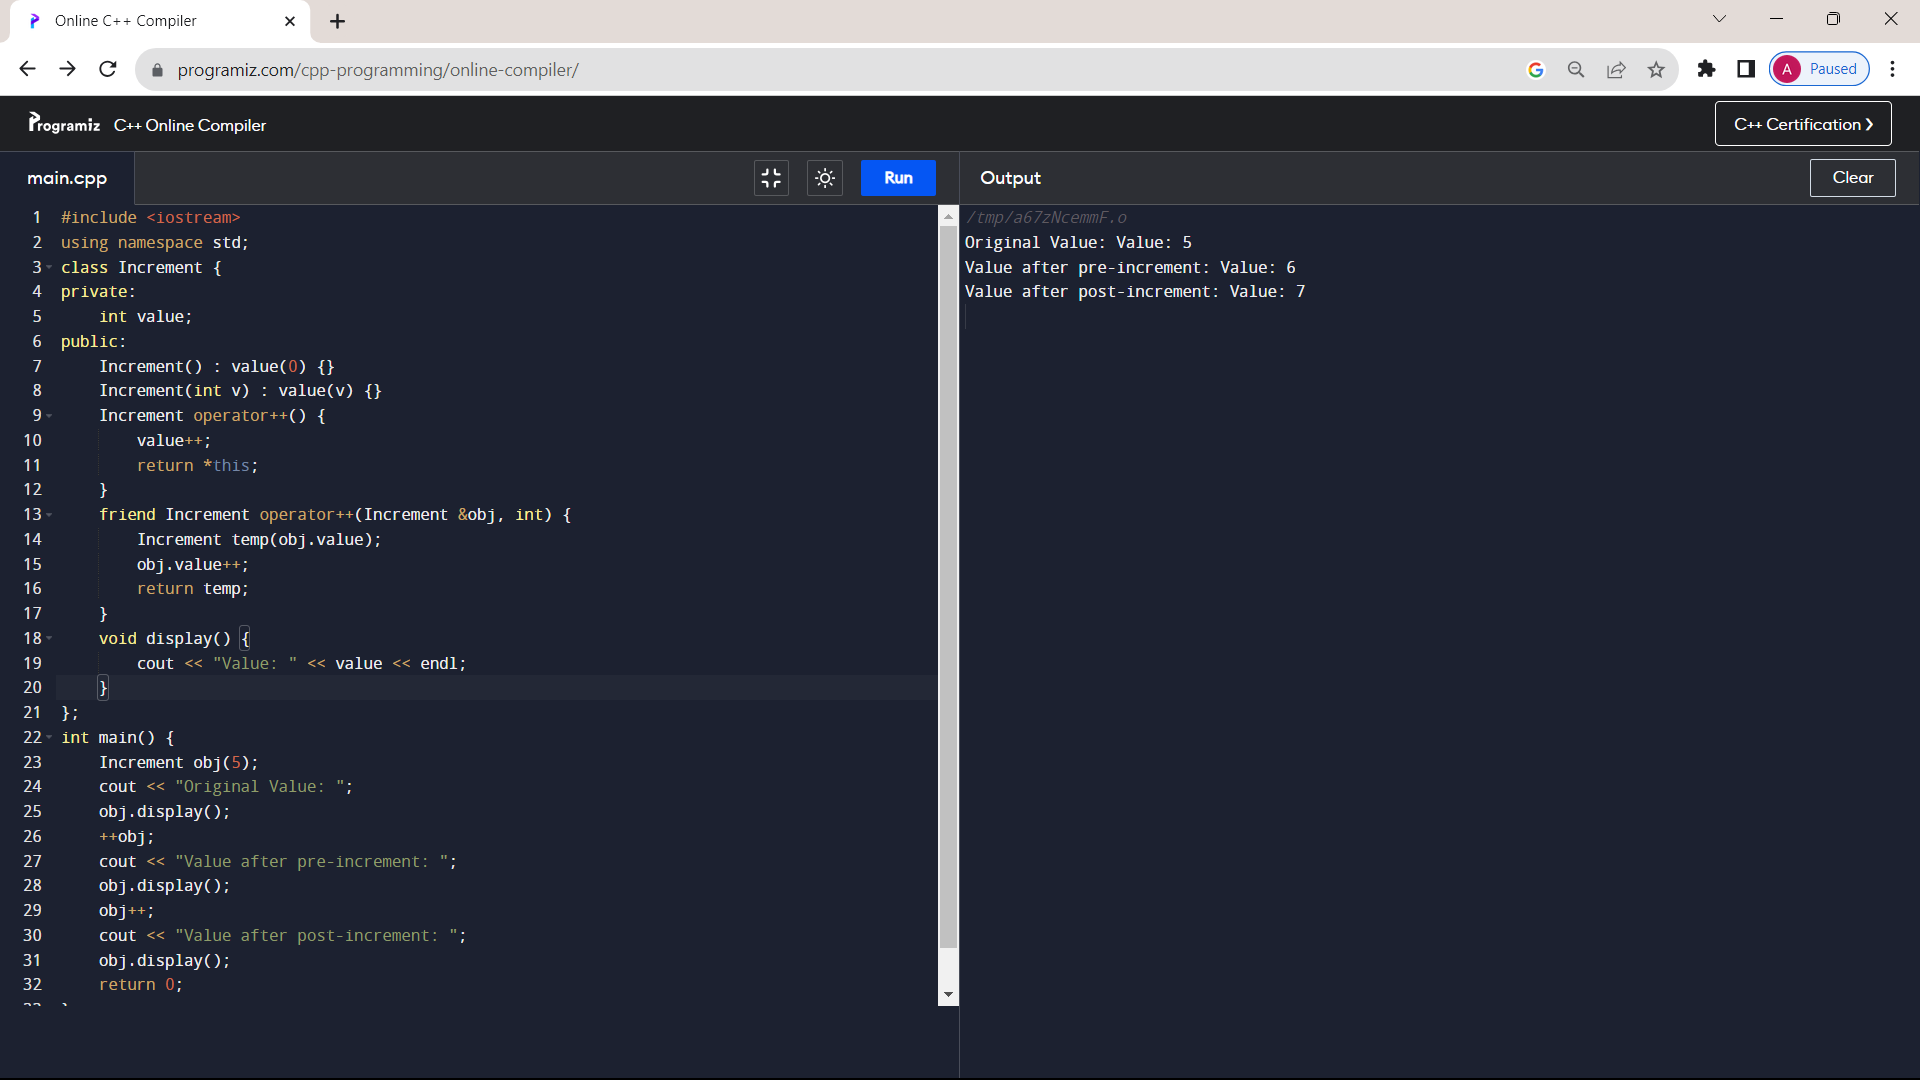 Online C++ Compiler
programiz.com/cpp-programming/online-compiler/
A Paused
Programiz C++ Online Compiler
C++ Certification ❯
main.cpp
Run
Output
Clear
1 #include <iostream>
2 using namespace std;
3 class Increment {
4 private:
5     int value;
6 public:
7     Increment() : value(0) {}
8     Increment(int v) : value(v) {}
9     Increment operator++() {
10         value++;
11         return *this;
12     }
13     friend Increment operator++(Increment &obj, int) {
14         Increment temp(obj.value);
15         obj.value++;
16         return temp;
17     }
18     void display() {
19         cout << "Value: " << value << endl;
20     }
21 };
22 int main() {
23     Increment obj(5);
24     cout << "Original Value: ";
25     obj.display();
26     ++obj;
27     cout << "Value after pre-increment: ";
28     obj.display();
29     obj++;
30     cout << "Value after post-increment: ";
31     obj.display();
32     return 0;
/tmp/a67zNcemmF.o
Original Value: Value: 5
Value after pre-increment: Value: 6
Value after post-increment: Value: 7